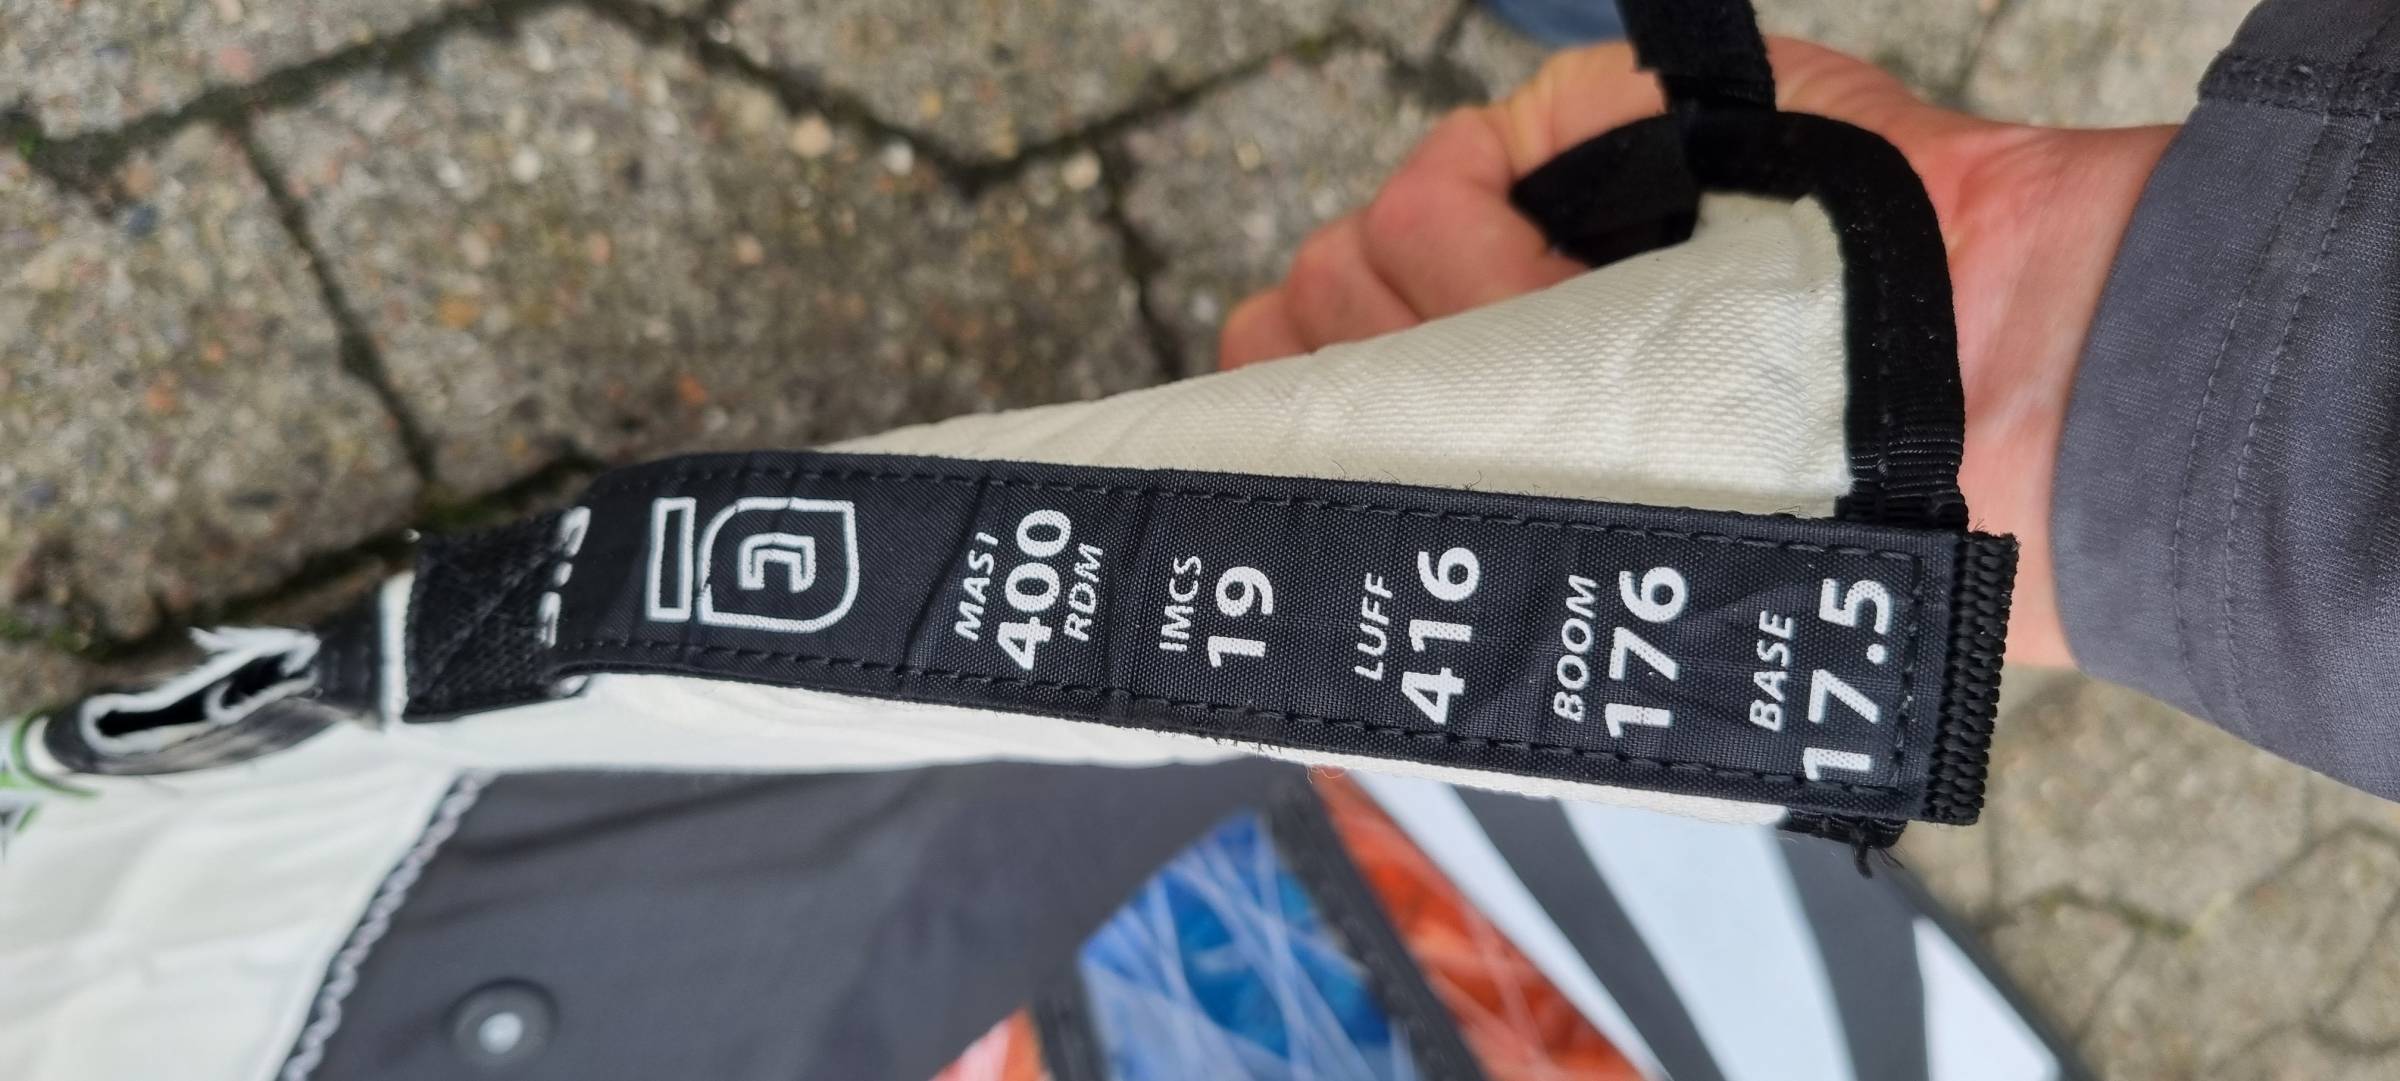 MAST
400
RDM
IMCS
19
LUFF
416
BOOM
176
BASE
17.5